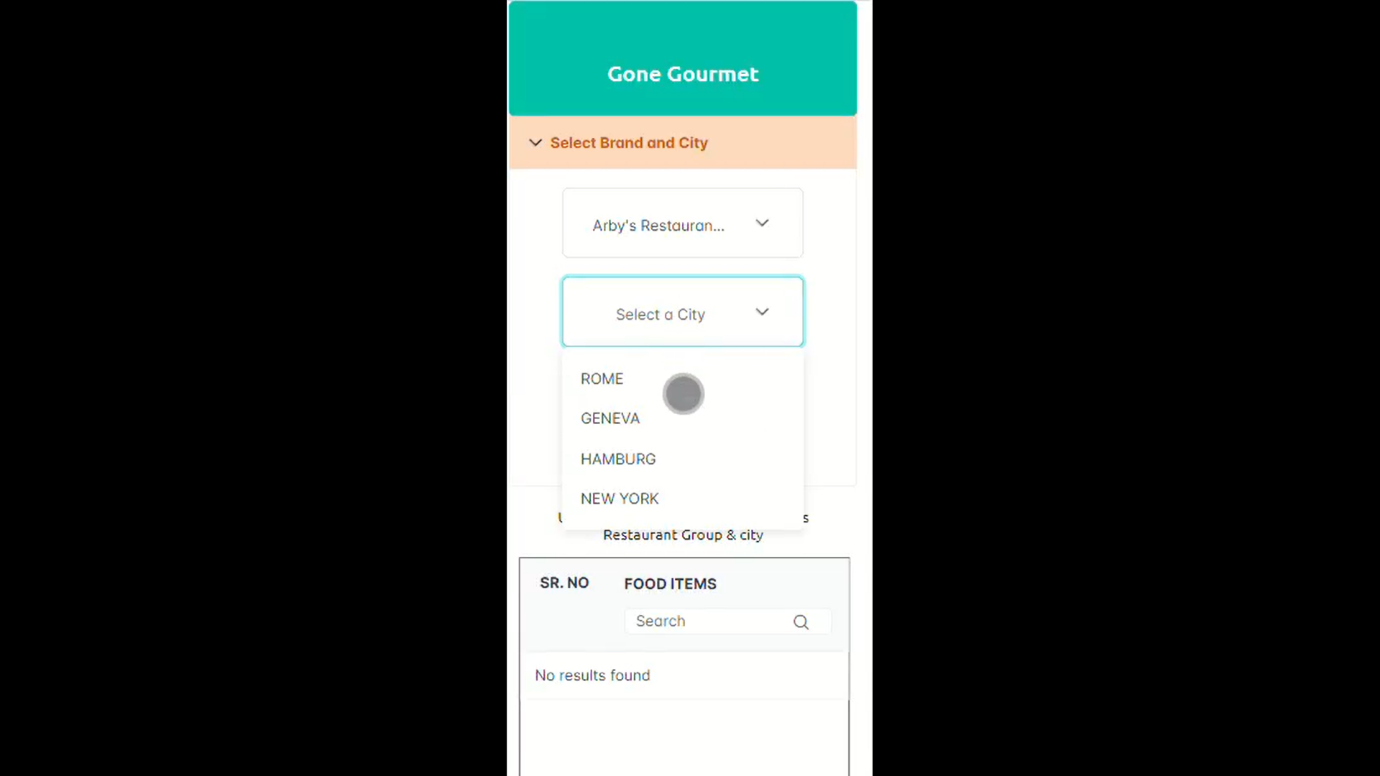 Gone Gourmet
Select Brand and City
Arby's Restauran...
Select a City
ROME
GENEVA
HAMBURG
NEW YORK
Restaurant Group & city
SR. NO
FOOD ITEMS
Search
No results found